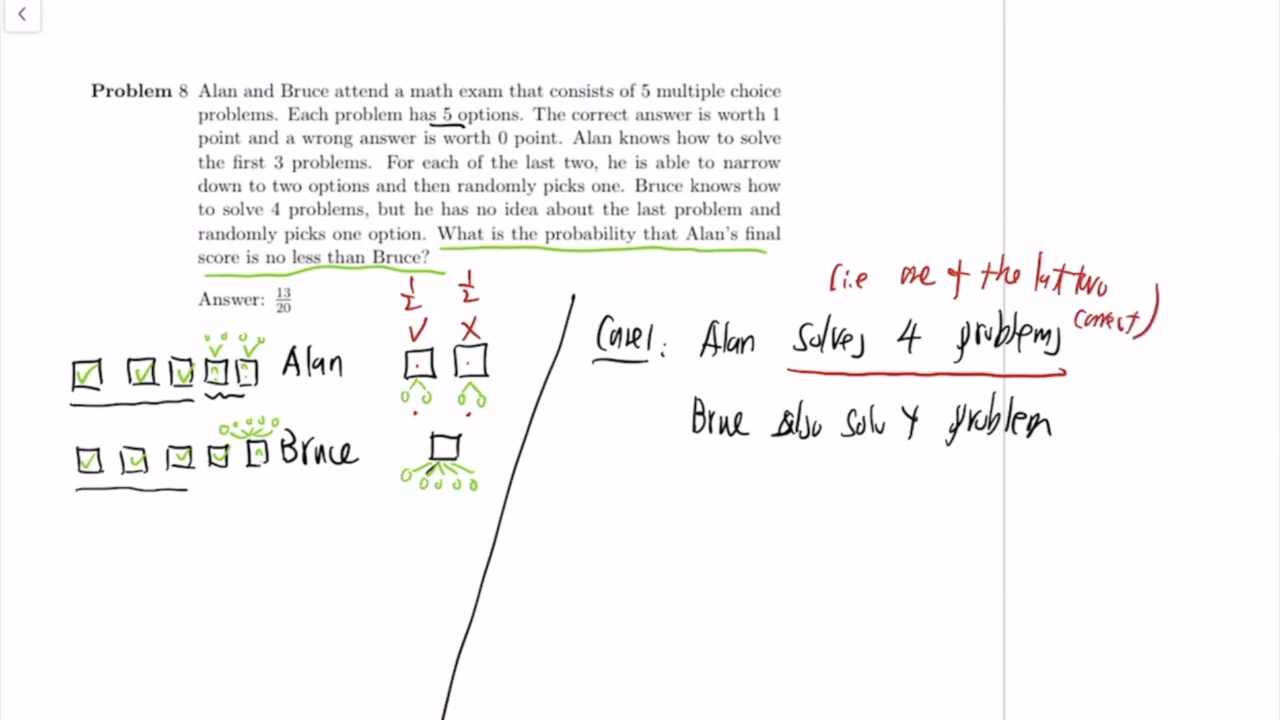 Problem 8 Alan and Bruce attend a math exam that consists of 5 multiple choice
problems. Each problem has 5 options. The correct answer is worth 1
point and a wrong answer is worth 0 point. Alan knows how to solve
the first 3 problems. For each of the last two, he is able to narrow
down to two options and then randomly picks one. Bruce knows how
to solve 4 problems, but he has no idea about the last problem and
randomly picks one option. What is the probability that Alan's final
score is no less than Bruce?
Answer: 13/20
1/2 1/2
Alan
Bruce
(i.e one of the last two
correct)
Case1: Alan solves 4 problems
Brue also solv 4 problem